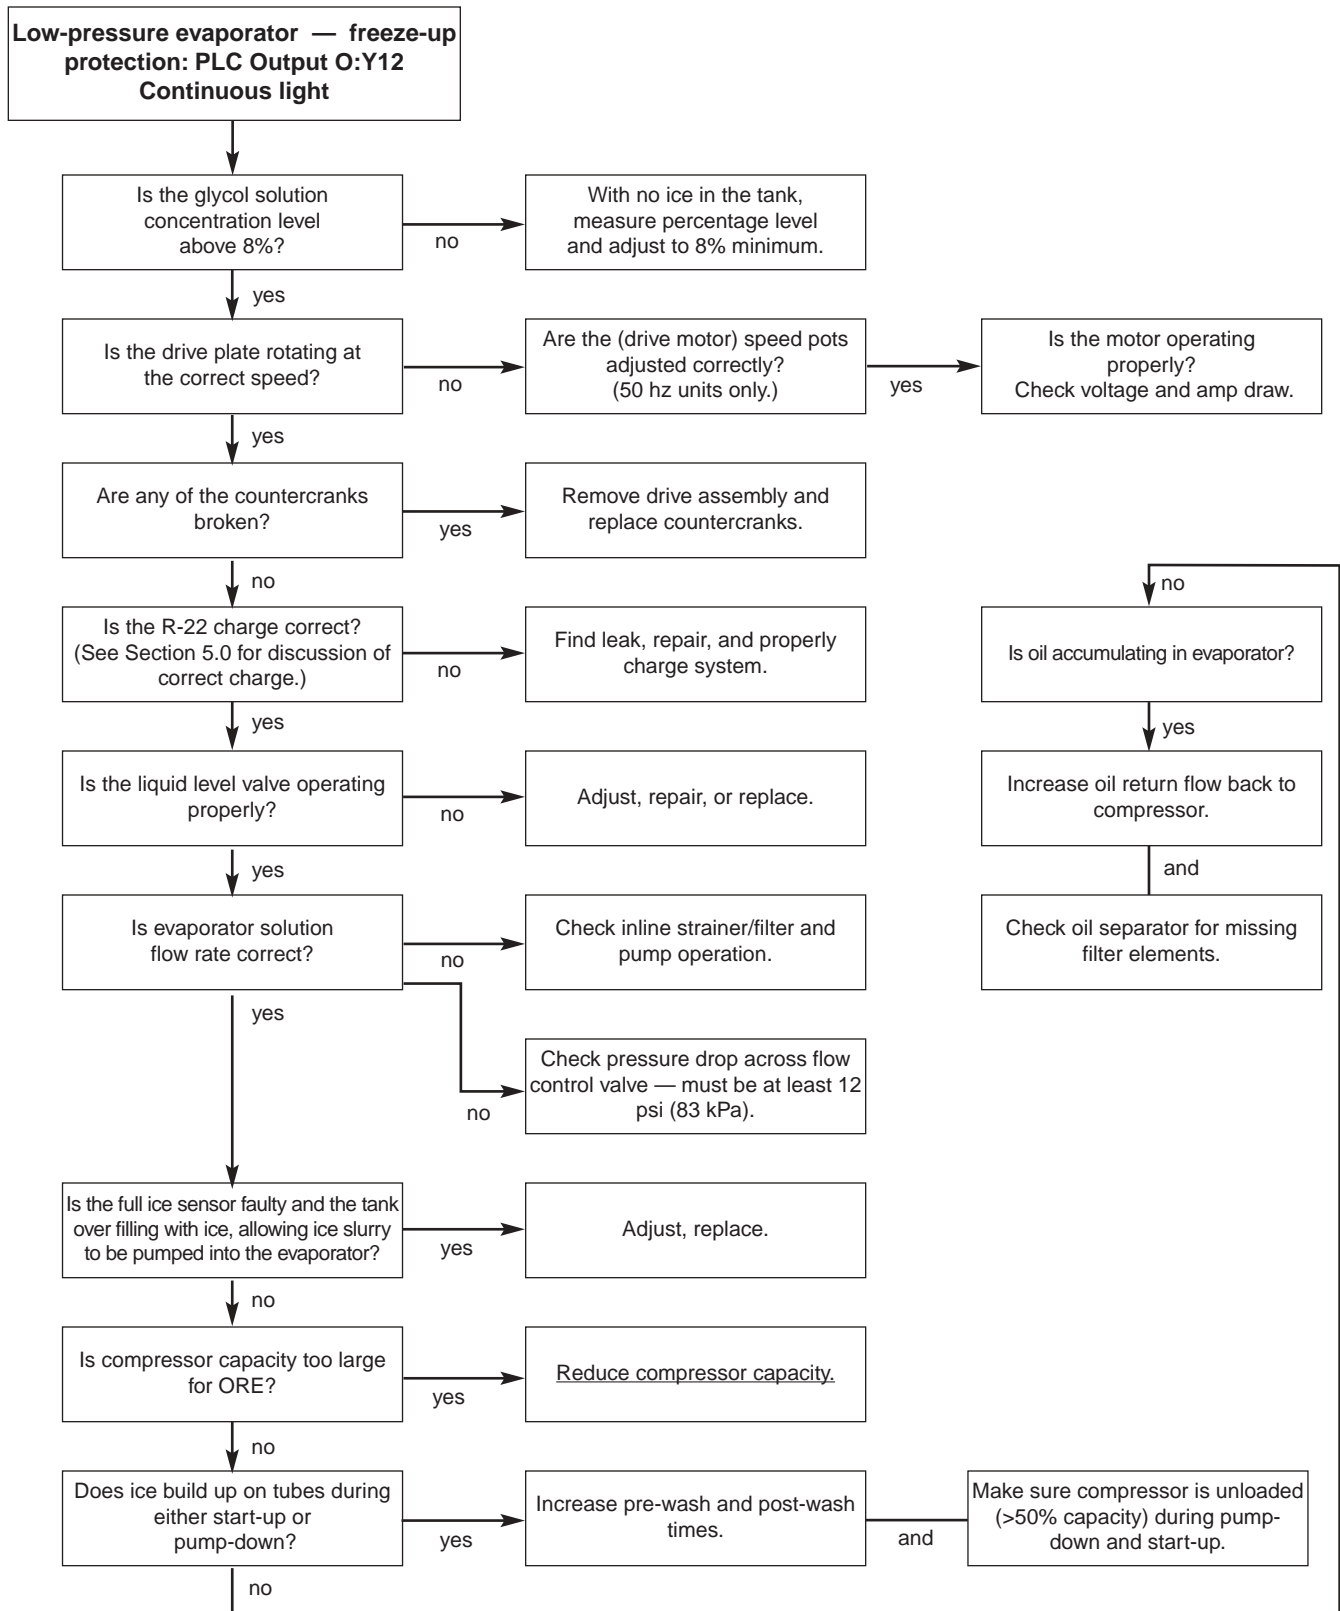 Low-pressure evaporator — freeze-up
protection: PLC Output O:Y12
Continuous light
Is the glycol solution
concentration level
above 8%?
no
With no ice in the tank,
measure percentage level
and adjust to 8% minimum.
yes
Is the drive plate rotating at
the correct speed?
no
Are the (drive motor) speed pots
adjusted correctly?
(50 hz units only.)
yes
Is the motor operating
properly?
Check voltage and amp draw.
yes
Are any of the countercranks
broken?
yes
Remove drive assembly and
replace countercranks.
no
Is the R-22 charge correct?
(See Section 5.0 for discussion of
correct charge.)
no
Find leak, repair, and properly
charge system.
yes
Is the liquid level valve operating
properly?
no
Adjust, repair, or replace.
yes
Is evaporator solution
flow rate correct?
no
Check inline strainer/filter and
pump operation.
no
Check pressure drop across flow
control valve — must be at least 12
psi (83 kPa).
yes
Is the full ice sensor faulty and the tank
over filling with ice, allowing ice slurry
to be pumped into the evaporator?
yes
Adjust, replace.
no
Is compressor capacity too large
for ORE?
yes
Reduce compressor capacity.
no
Does ice build up on tubes during
either start-up or
pump-down?
yes
Increase pre-wash and post-wash
times.
and
Make sure compressor is unloaded
(>50% capacity) during pump-
down and start-up.
no
no
Is oil accumulating in evaporator?
yes
Increase oil return flow back to
compressor.
and
Check oil separator for missing
filter elements.